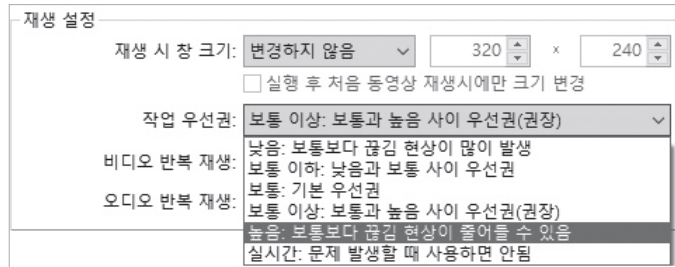 재생 설정
재생 시 창 크기: 변경하지 않음 320 × 240
실행 후 처음 동영상 재생시에만 크기 변경
작업 우선권: 보통 이상: 보통과 높음 사이 우선권(권장)
낮음: 보통보다 끊김 현상이 많이 발생
비디오 반복 재생: 보통 이하: 낮음과 보통 사이 우선권
보통: 기본 우선권
오디오 반복 재생: 보통 이상: 보통과 높음 사이 우선권(권장)
높음: 보통보다 끊김 현상이 줄어들 수 있음
실시간: 문제 발생할 때 사용하면 안됨